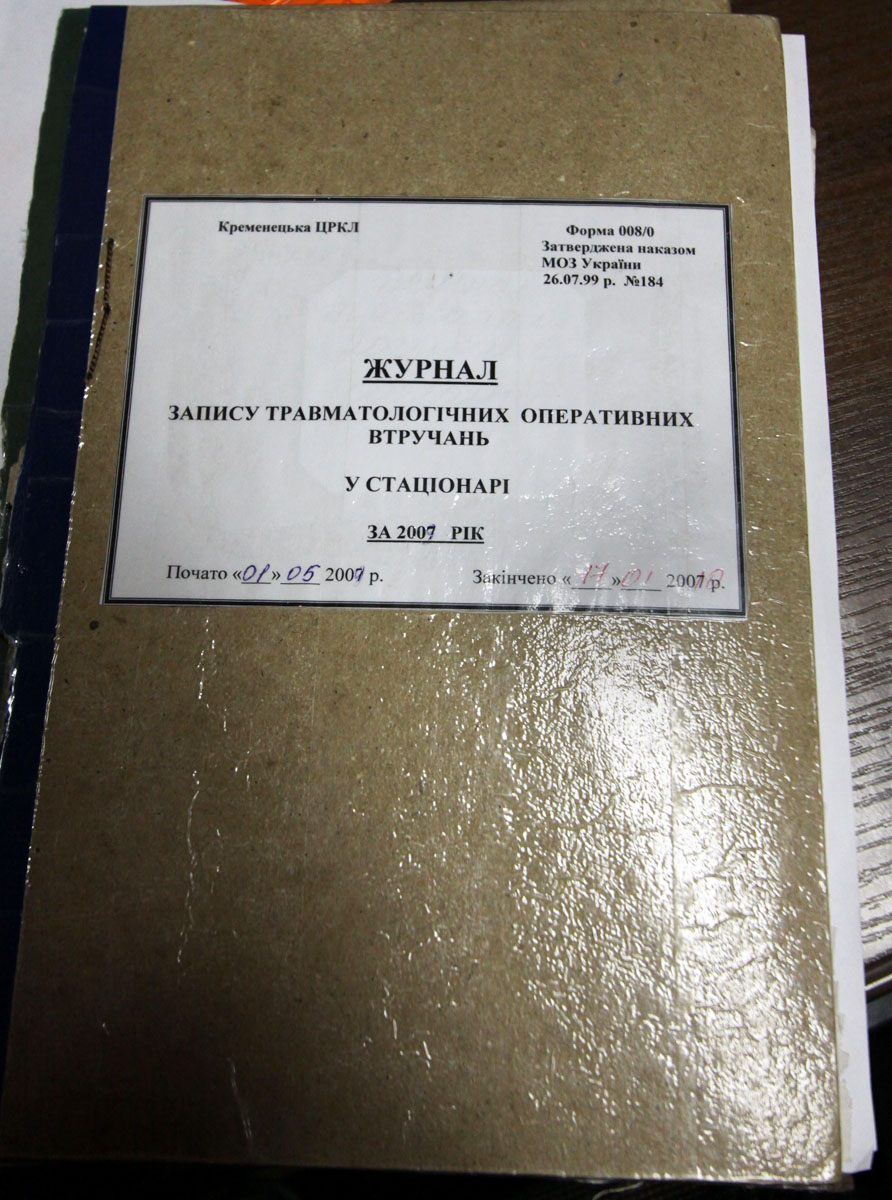 Кременецька ЦРКЛ
Форма 008/0
Затверджена наказом
МОЗ України
26.07.99 р. №184
ЖУРНАЛ
ЗАПИСУ ТРАВМАТОЛОГІЧНИХ ОПЕРАТИВНИХ
ВТРУЧАНЬ
У СТАЦІОНАРІ
ЗА 2007 РІК
Почато «01» 05 2007 р.
Закінчено «17» 01 р.